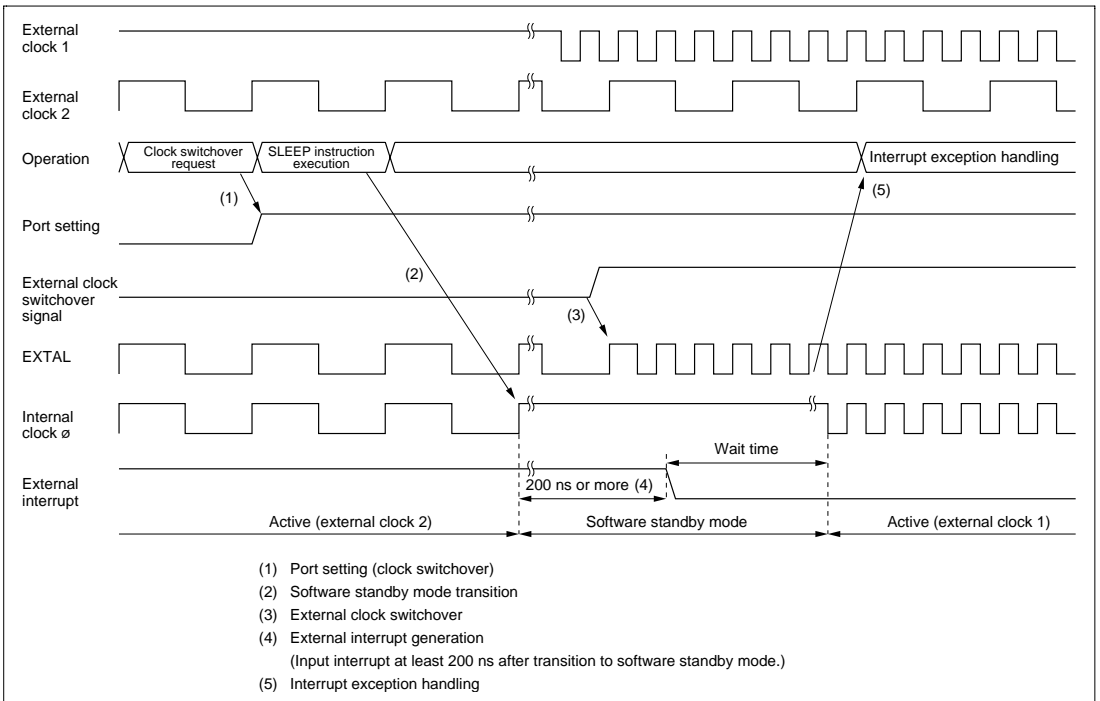 External
clock 1
External
clock 2
Operation
Clock switchover
request
SLEEP instruction
execution
Interrupt exception handling
(1)
(5)
Port setting
(2)
External clock
switchover
signal
(3)
EXTAL
Internal
clock ø
Wait time
External
interrupt
200 ns or more (4)
Active (external clock 2)
Software standby mode
Active (external clock 1)
(1) Port setting (clock switchover)
(2) Software standby mode transition
(3) External clock switchover
(4) External interrupt generation
(Input interrupt at least 200 ns after transition to software standby mode.)
(5) Interrupt exception handling